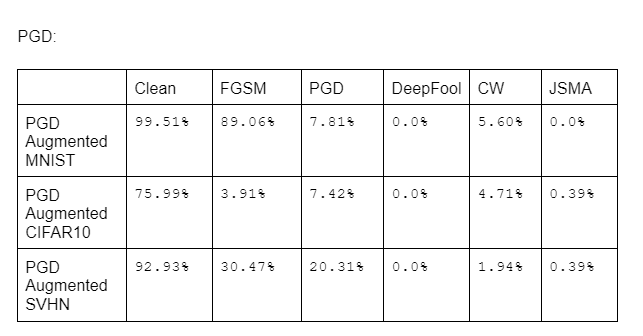 PGD:
Clean FGSM PGD DeepFool CW JSMA
PGD Augmented MNIST 99.51% 89.06% 7.81% 0.0% 5.60% 0.0%
PGD Augmented CIFAR10 75.99% 3.91% 7.42% 0.0% 4.71% 0.39%
PGD Augmented SVHN 92.93% 30.47% 20.31% 0.0% 1.94% 0.39%